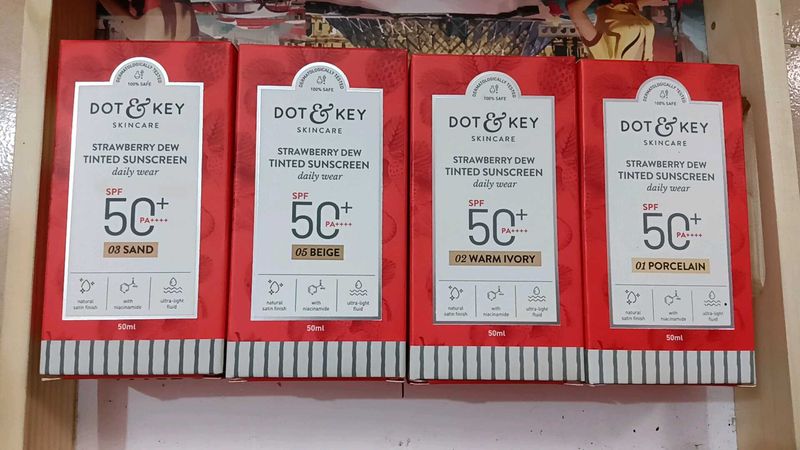 DERMATOLOGICALLY TESTED
100% SAFE
DOT & KEY
SKINCARE
STRAWBERRY DEW
TINTED SUNSCREEN
daily wear
SPF
50+
PA++++
03 SAND
natural
satin finish
with
niacinamide
ultra-light
fluid
50ml
DERMATOLOGICALLY TESTED
100% SAFE
DOT & KEY
SKINCARE
STRAWBERRY DEW
TINTED SUNSCREEN
daily wear
SPF
50+
PA++++
05 BEIGE
natural
satin finish
with
niacinamide
ultra-light
fluid
50ml
DERMATOLOGICALLY TESTED
100% SAFE
DOT & KEY
SKINCARE
STRAWBERRY DEW
TINTED SUNSCREEN
daily wear
SPF
50+
PA++++
02 WARM IVORY
natural
satin finish
with
niacinamide
ultra-light
fluid
50ml
DERMATOLOGICALLY TESTED
100% SAFE
DOT & KEY
SKINCARE
STRAWBERRY DEW
TINTED SUNSCREEN
daily wear
SPF
50+
PA++++
01 PORCELAIN
natural
satin finish
with
niacinamide
ultra-light
fluid
50ml